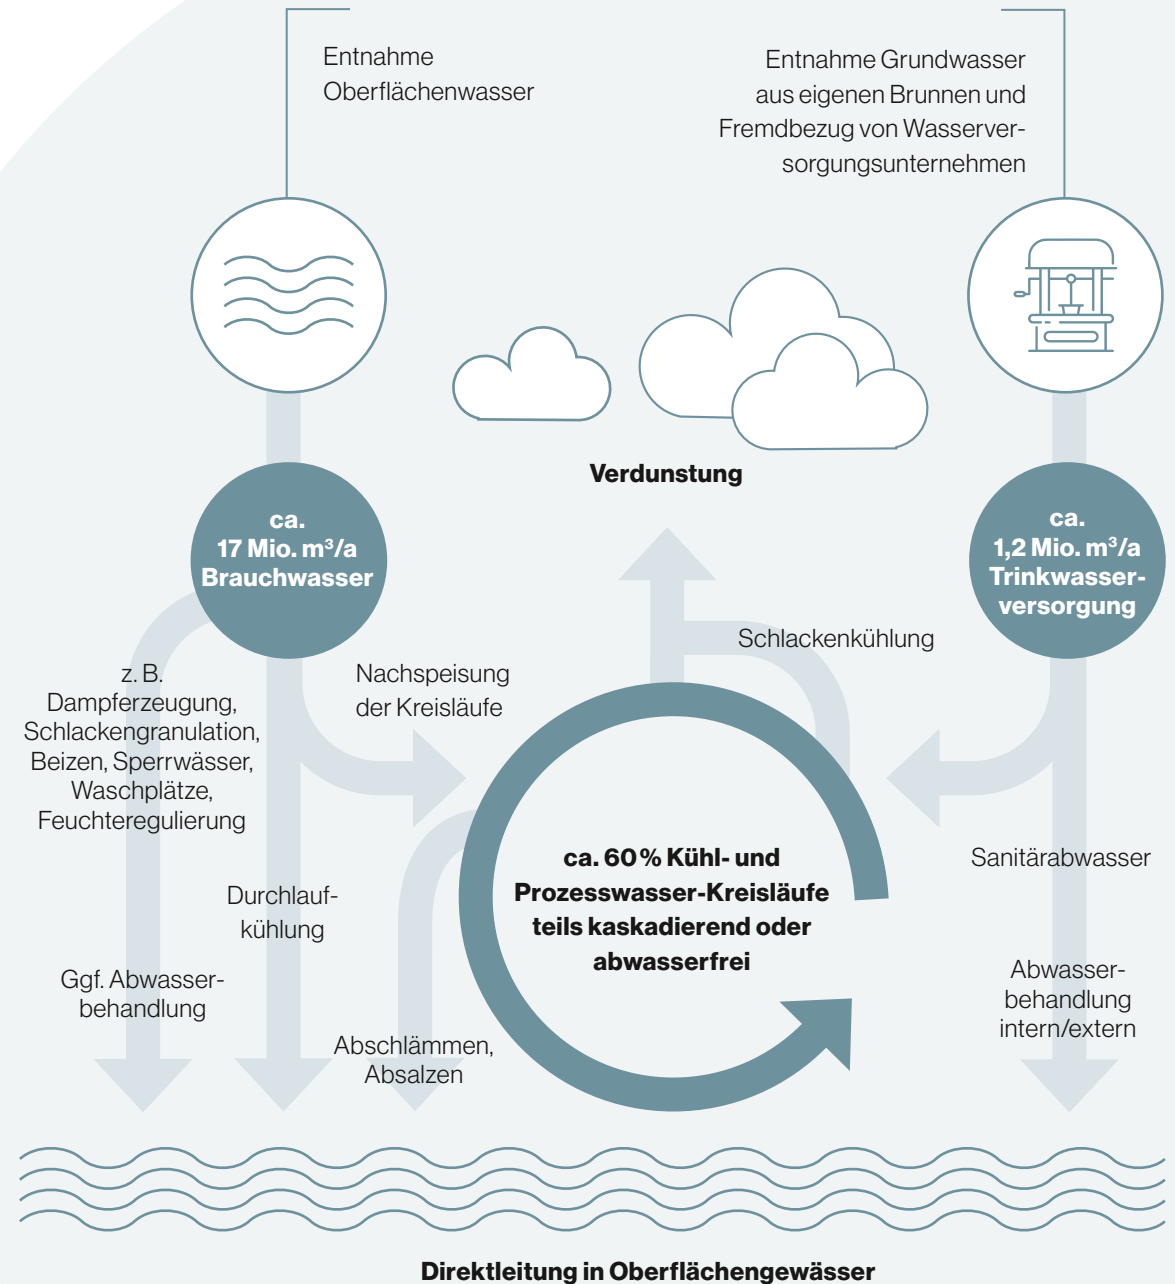 Entnahme
Oberflächenwasser
Entnahme Grundwasser
aus eigenen Brunnen und
Fremdbezug von Wasserver-
sorgungsunternehmen
Verdunstung
ca.
17 Mio. m³/a
Brauchwasser
ca.
1,2 Mio. m³/a
Trinkwasser-
versorgung
Schlackenkühlung
Nachspeisung
der Kreisläufe
z. B.
Dampferzeugung,
Schlackengranulation,
Beizen, Sperrwässer,
Waschplätze,
Feuchteregulierung
ca. 60 % Kühl- und
Prozesswasser-Kreisläufe
teils kaskadierend oder
abwasserfrei
Sanitärabwasser
Durchlauf-
kühlung
Ggf. Abwasser-
behandlung
Abwasser-
behandlung
intern/extern
Abschlämmen,
Absalzen
Direktleitung in Oberflächengewässer